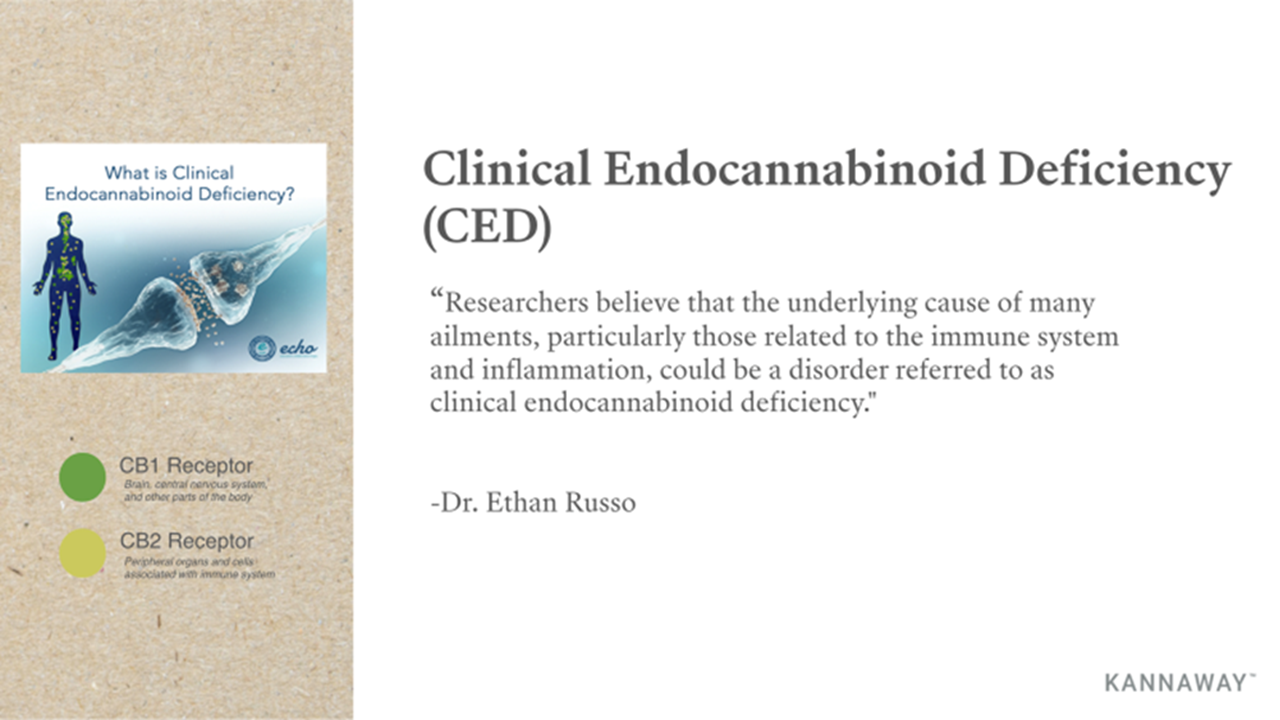 What is Clinical
Endocannabinoid Deficiency?
echo
CB1 Receptor
Brain, central nervous system,
and other parts of the body
CB2 Receptor
Peripheral organs and cells
associated with immune system
Clinical Endocannabinoid Deficiency
(CED)
“Researchers believe that the underlying cause of many
ailments, particularly those related to the immune system
and inflammation, could be a disorder referred to as
clinical endocannabinoid deficiency."
-Dr. Ethan Russo
KANNAWAY™